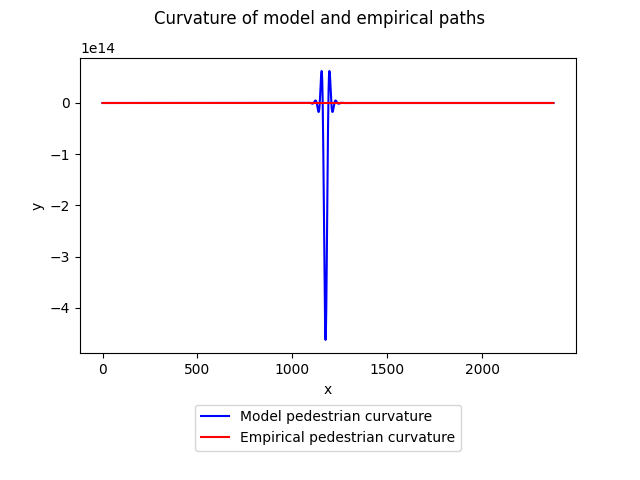 Curvature of model and empirical paths
1e14
0
−1
−2
−3
−4
y
0 500 1000 1500 2000
x
Model pedestrian curvature
Empirical pedestrian curvature